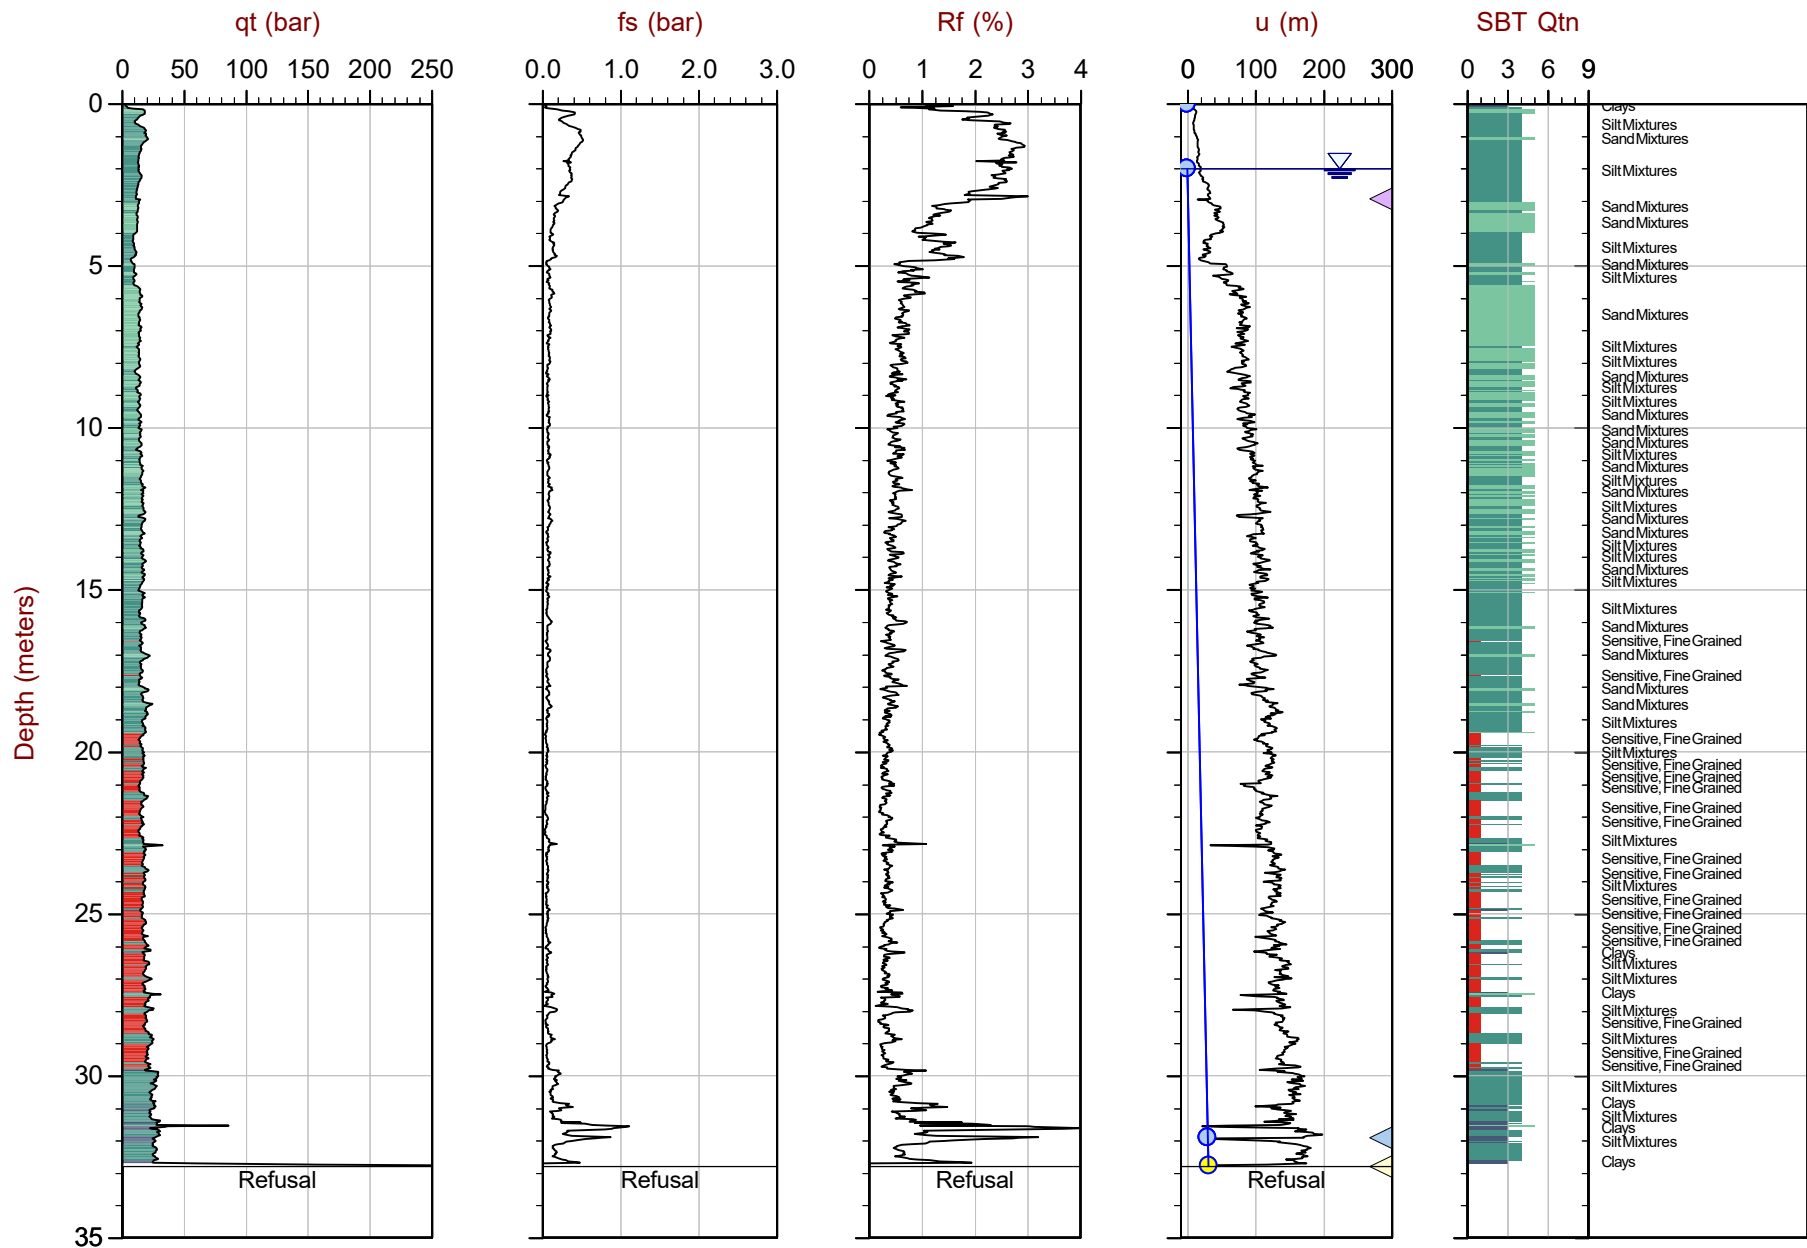 qt (bar) fs (bar) Rf (%) u (m) SBT Qtn
0 50 100 150 200 250 0.0 1.0 2.0 3.0 0 1 2 3 4 0 100 200 300 0 3 6 9
0
5
10
15
20
25
30
35
Depth (meters)
Clays
Silt Mixtures
Sand Mixtures
Silt Mixtures
Sand Mixtures
Sand Mixtures
Silt Mixtures
Sand Mixtures
Silt Mixtures
Sand Mixtures
Silt Mixtures
Silt Mixtures
Sand Mixtures
Silt Mixtures
Silt Mixtures
Sand Mixtures
Sand Mixtures
Sand Mixtures
Silt Mixtures
Sand Mixtures
Silt Mixtures
Sand Mixtures
Silt Mixtures
Sand Mixtures
Sand Mixtures
Silt Mixtures
Silt Mixtures
Sand Mixtures
Silt Mixtures
Silt Mixtures
Sand Mixtures
Sensitive, Fine Grained
Sand Mixtures
Sensitive, Fine Grained
Sand Mixtures
Sand Mixtures
Silt Mixtures
Sensitive, Fine Grained
Silt Mixtures
Sensitive, Fine Grained
Sensitive, Fine Grained
Sensitive, Fine Grained
Sensitive, Fine Grained
Sensitive, Fine Grained
Silt Mixtures
Sensitive, Fine Grained
Sensitive, Fine Grained
Silt Mixtures
Sensitive, Fine Grained
Sensitive, Fine Grained
Sensitive, Fine Grained
Sensitive, Fine Grained
Clays
Silt Mixtures
Silt Mixtures
Clays
Silt Mixtures
Sensitive, Fine Grained
Silt Mixtures
Sensitive, Fine Grained
Sensitive, Fine Grained
Silt Mixtures
Clays
Silt Mixtures
Clays
Silt Mixtures
Clays
Refusal Refusal Refusal Refusal